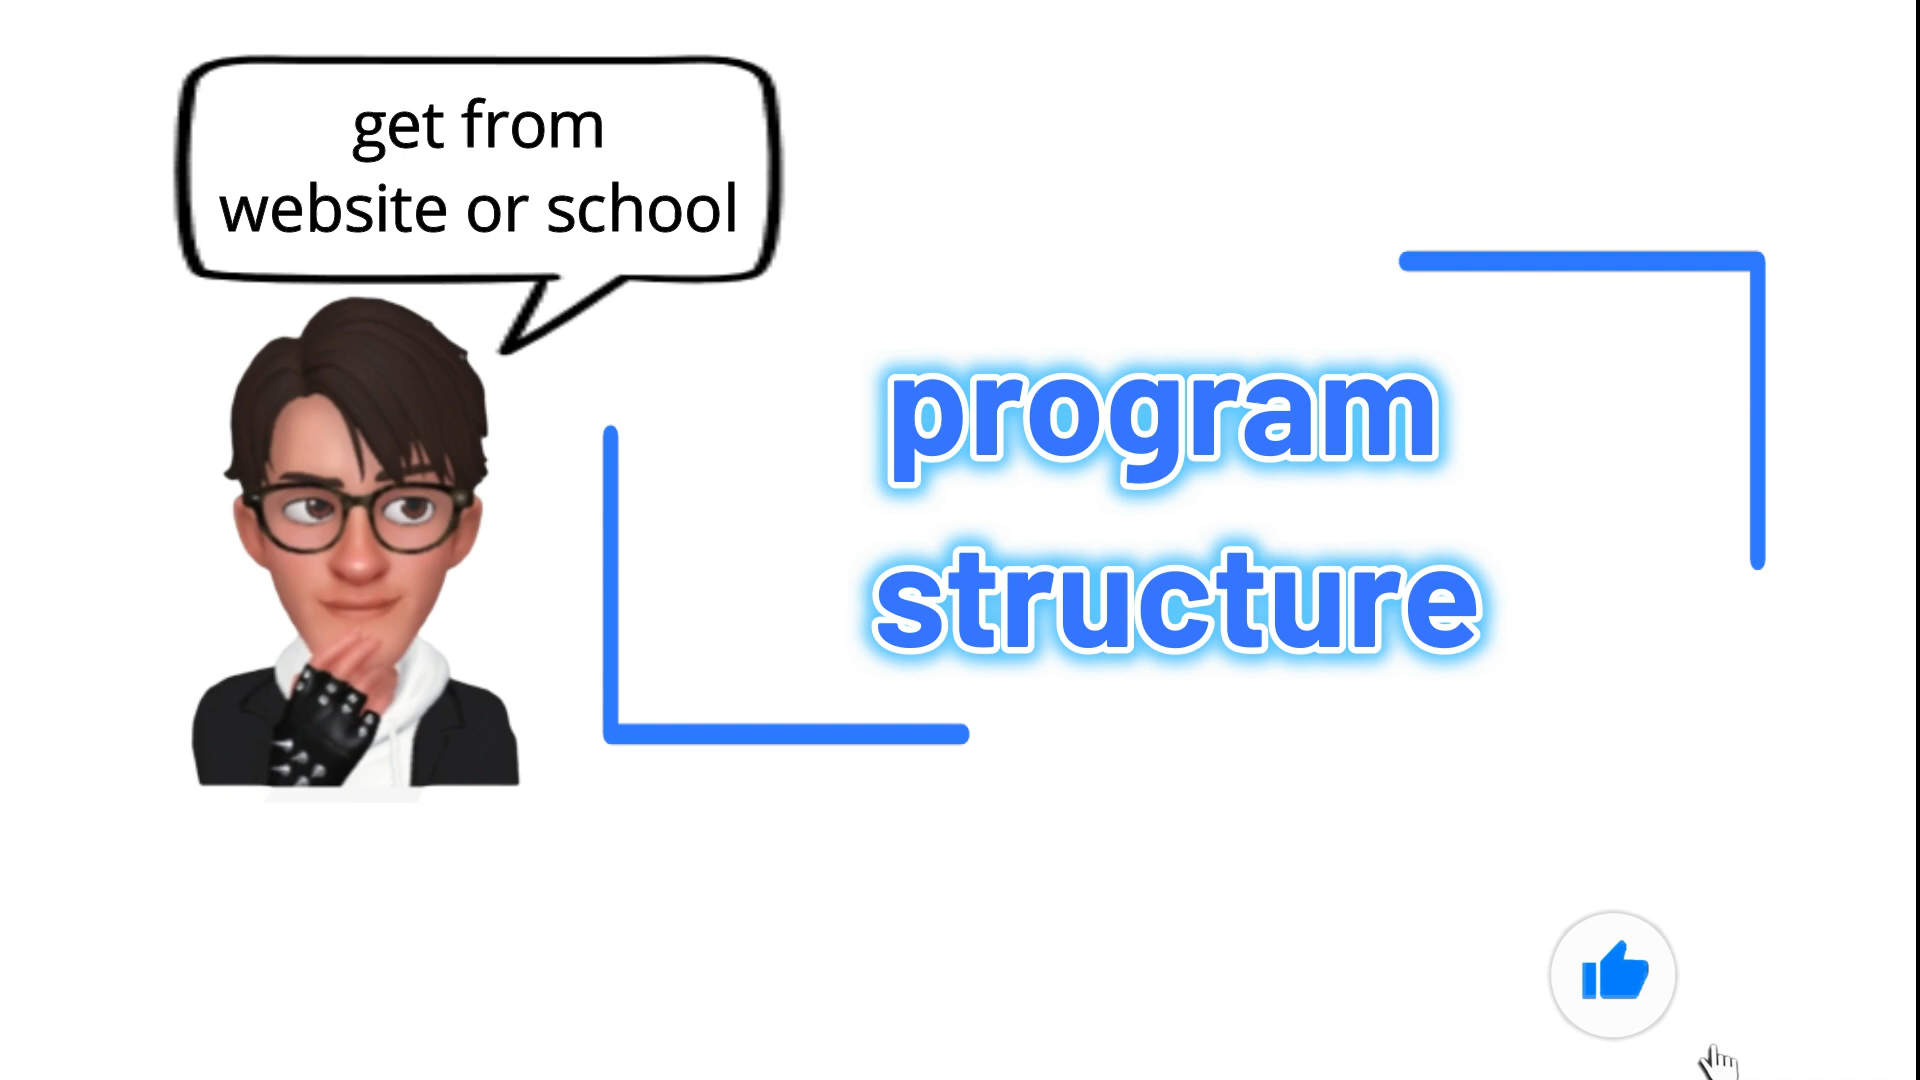 get from
website or school
program
structure